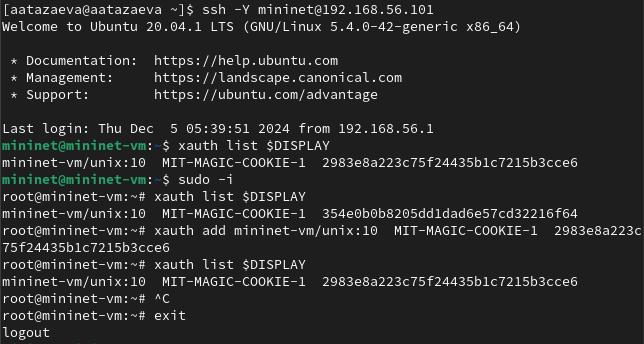 [aatazaeva@aatazaeva ~]$ ssh -Y mininet@192.168.56.101
Welcome to Ubuntu 20.04.1 LTS (GNU/Linux 5.4.0-42-generic x86_64)
* Documentation:  https://help.ubuntu.com
* Management:     https://landscape.canonical.com
* Support:        https://ubuntu.com/advantage
Last login: Thu Dec  5 05:39:51 2024 from 192.168.56.1
mininet@mininet-vm:~$ xauth list $DISPLAY
mininet-vm/unix:10  MIT-MAGIC-COOKIE-1  2983e8a223c75f24435b1c7215b3cce6
mininet@mininet-vm:~$ sudo -i
root@mininet-vm:~# xauth list $DISPLAY
mininet-vm/unix:10  MIT-MAGIC-COOKIE-1  354e0b0b8205dd1dad6e57cd32216f64
root@mininet-vm:~# xauth add mininet-vm/unix:10  MIT-MAGIC-COOKIE-1  2983e8a223c
75f24435b1c7215b3cce6
root@mininet-vm:~# xauth list $DISPLAY
mininet-vm/unix:10  MIT-MAGIC-COOKIE-1  2983e8a223c75f24435b1c7215b3cce6
root@mininet-vm:~# ^C
root@mininet-vm:~# exit
logout